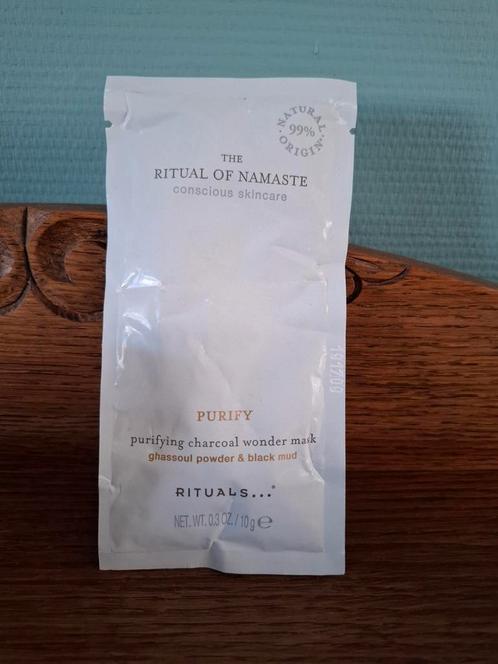 NATURAL
99%
ORIGIN
THE
RITUAL OF NAMASTE
conscious skincare
PURIFY
purifying charcoal wonder mask
ghassoul powder & black mud
RITUALS...®
NET. WT. 0.3 OZ. / 10 g ℮